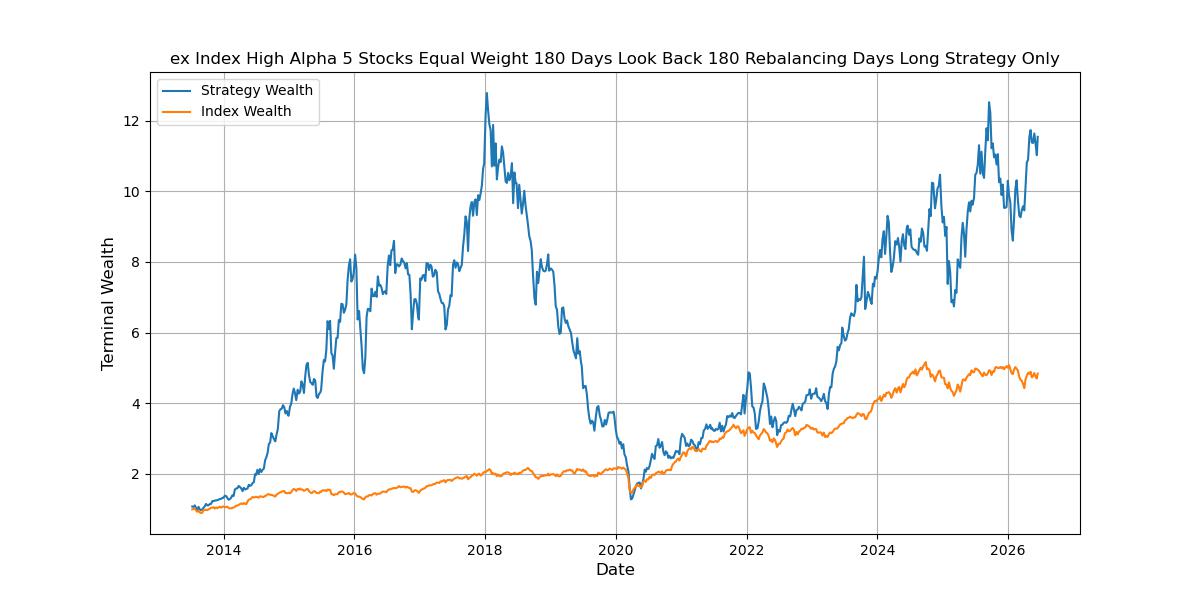 ex Index High Alpha 5 Stocks Equal Weight 180 Days Look Back 180 Rebalancing Days Long Strategy Only
Strategy Wealth
Index Wealth
12
10
8
6
4
2
Terminal Wealth
2014
2016
2018
2020
2022
2024
2026
Date